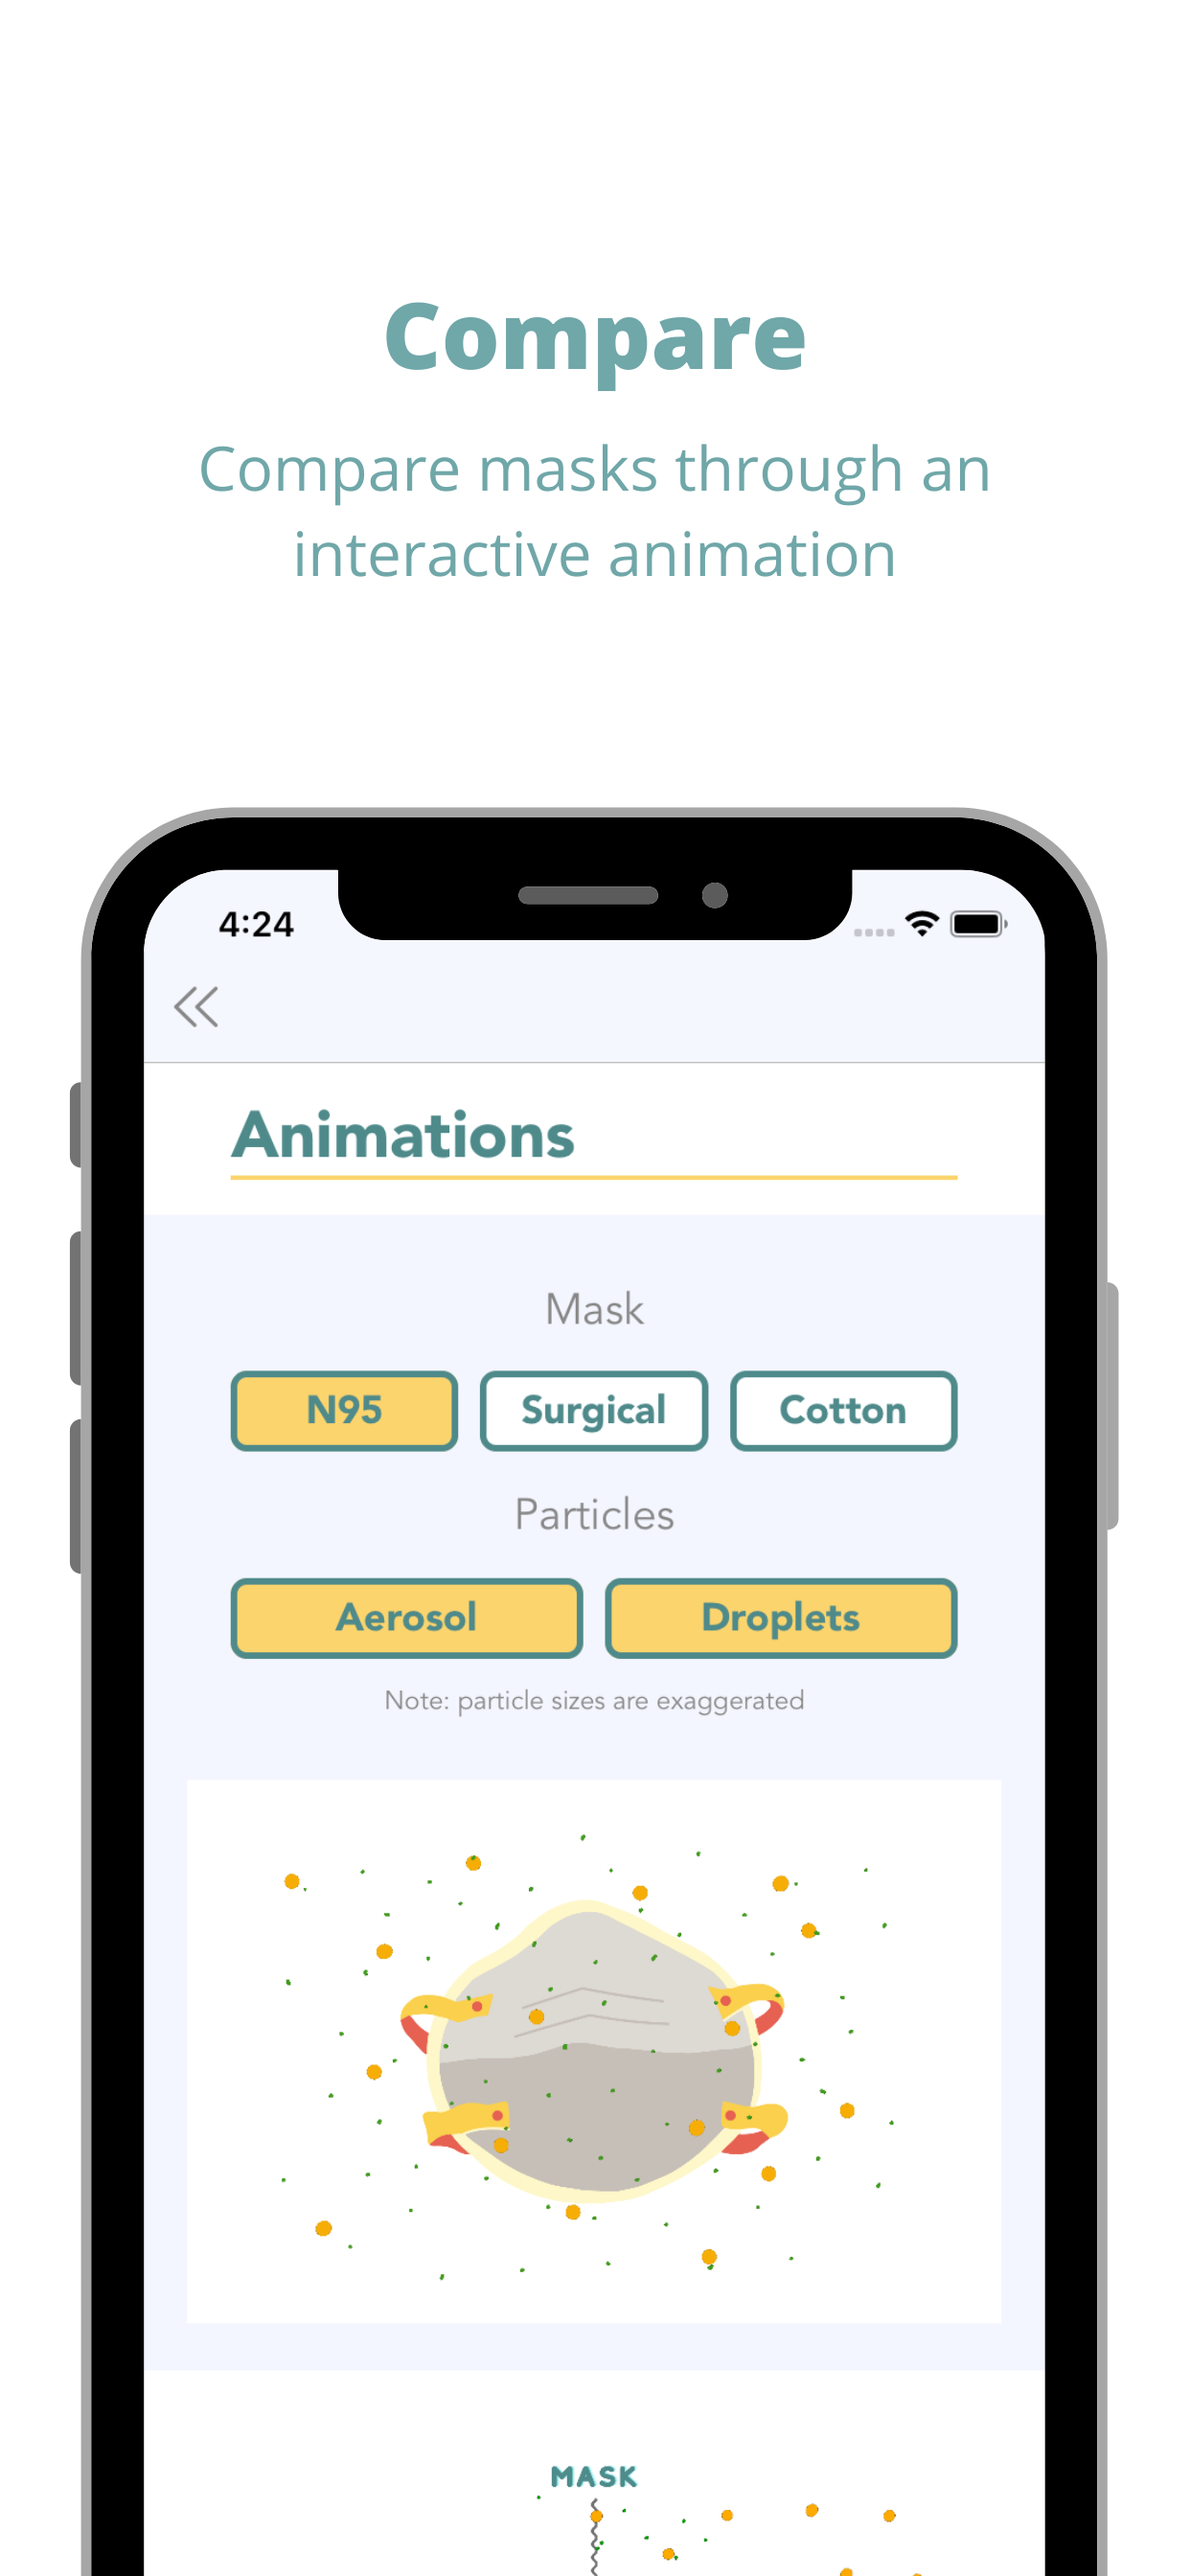 Compare
Compare masks through an
interactive animation
4:24
Animations
Mask
N95
Surgical
Cotton
Particles
Aerosol
Droplets
Note: particle sizes are exaggerated
MASK